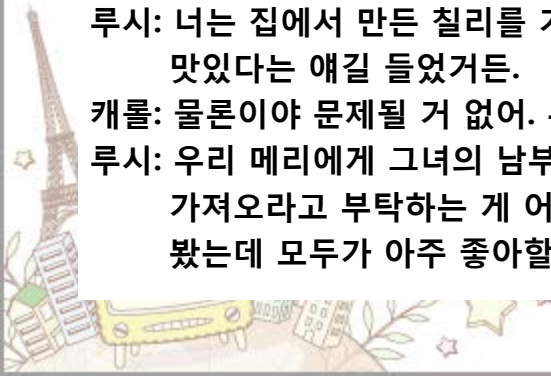 루시: 너는 집에서 만든 칠리를
맛있다는 얘길 들었거든.
캐롤: 물론이야 문제될 거 없어.
루시: 우리 메리에게 그녀의 남부
가져오라고 부탁하는 게
봤는데 모두가 아주 좋아할